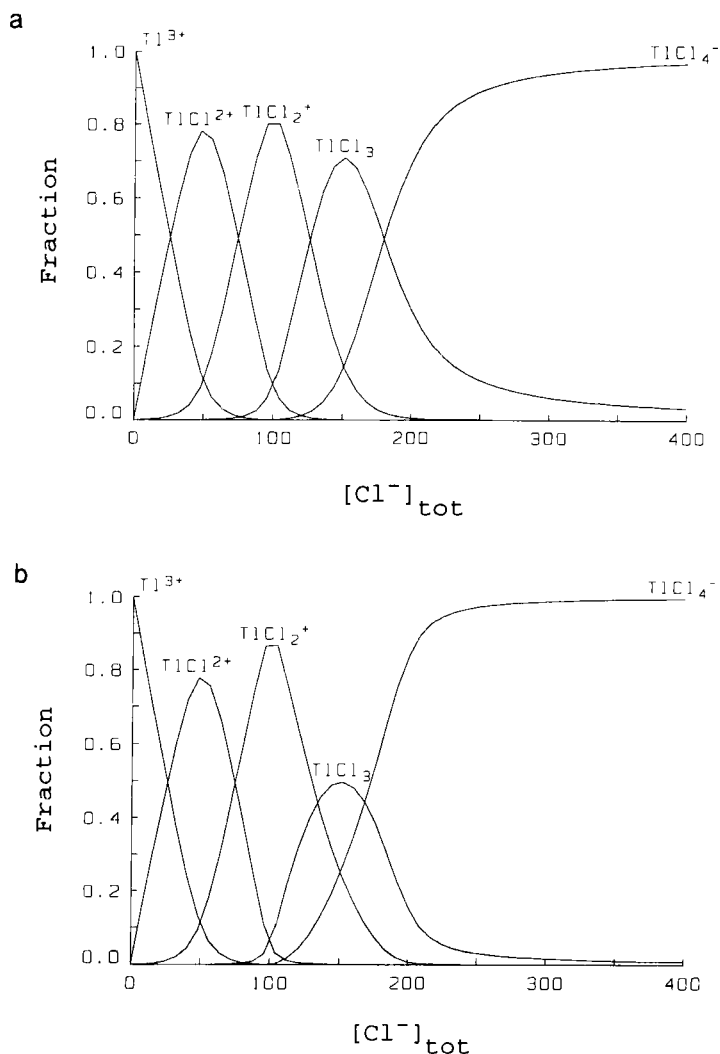 a
Tl³⁺
TlCl²⁺
TlCl₂⁺
TlCl₃
TlCl₄⁻
1.0
0.8
0.6
0.4
0.2
0.0
Fraction
0 100 200 300 400
[Cl⁻]tot
b
Tl³⁺
TlCl²⁺
TlCl₂⁺
TlCl₃
TlCl₄⁻
1.0
0.8
0.6
0.4
0.2
0.0
Fraction
0 100 200 300 400
[Cl⁻]tot